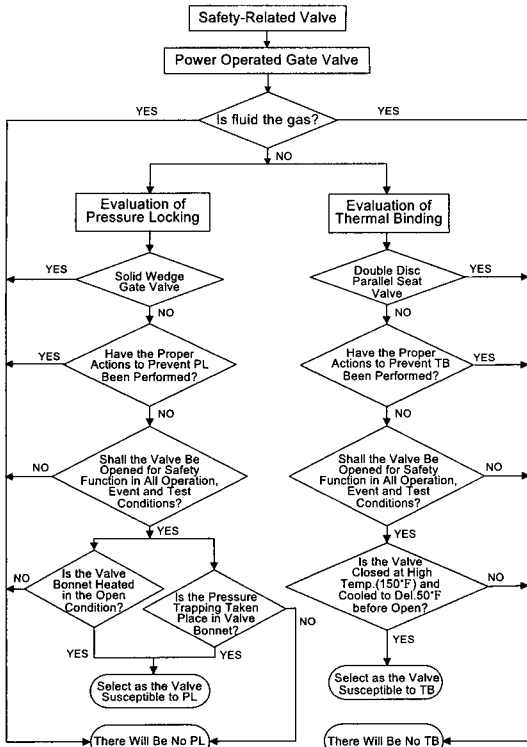 Safety-Related Valve
Power Operated Gate Valve
YES
Is fluid the gas?
YES
NO
Evaluation of
Pressure Locking
Evaluation of
Thermal Binding
YES
Solid Wedge
Gate Valve
Double Disc
Parallel Seat
Valve
YES
NO
NO
YES
Have the Proper
Actions to Prevent PL
Been Performed?
Have the Proper
Actions to Prevent TB
Been Performed?
YES
NO
NO
NO
Shall the Valve Be
Opened for Safety
Function in All Operation,
Event and Test
Conditions?
Shall the Valve Be
Opened for Safety
Function in All Operation,
Event and Test
Conditions?
NO
YES
YES
NO
Is the Valve
Bonnet Heated
in the Open
Condition?
Is the Pressure
Trapping Taken
Place in Valve
Bonnet?
NO
Is the Valve
Closed at High
Temp.(150°F) and
Cooled to Del.50°F
before Open?
NO
YES
YES
YES
Select as the Valve
Susceptible to PL
Select as the Valve
Susceptible to TB
There Will Be No PL
There Will Be No TB